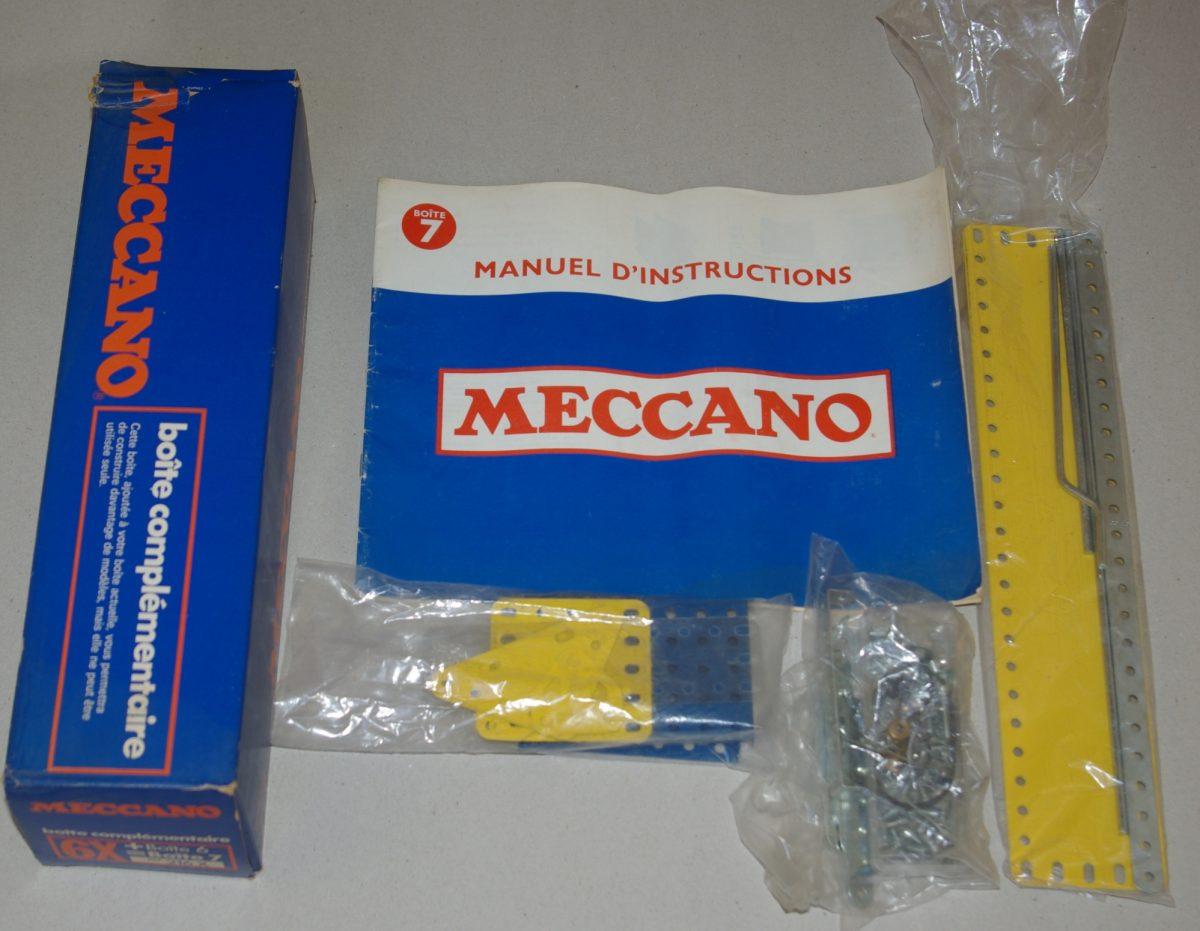 MECCANO
boîte complémentaire
Cette boîte, ajoutée à votre boîte actuelle, vous permettra
de construire davantage de modèles, mais elle ne peut être
utilisée seule.
MECCANO
boîte complémentaire
6X + Boîte 6
= Boîte 7
BOÎTE
7
MANUEL D'INSTRUCTIONS
MECCANO